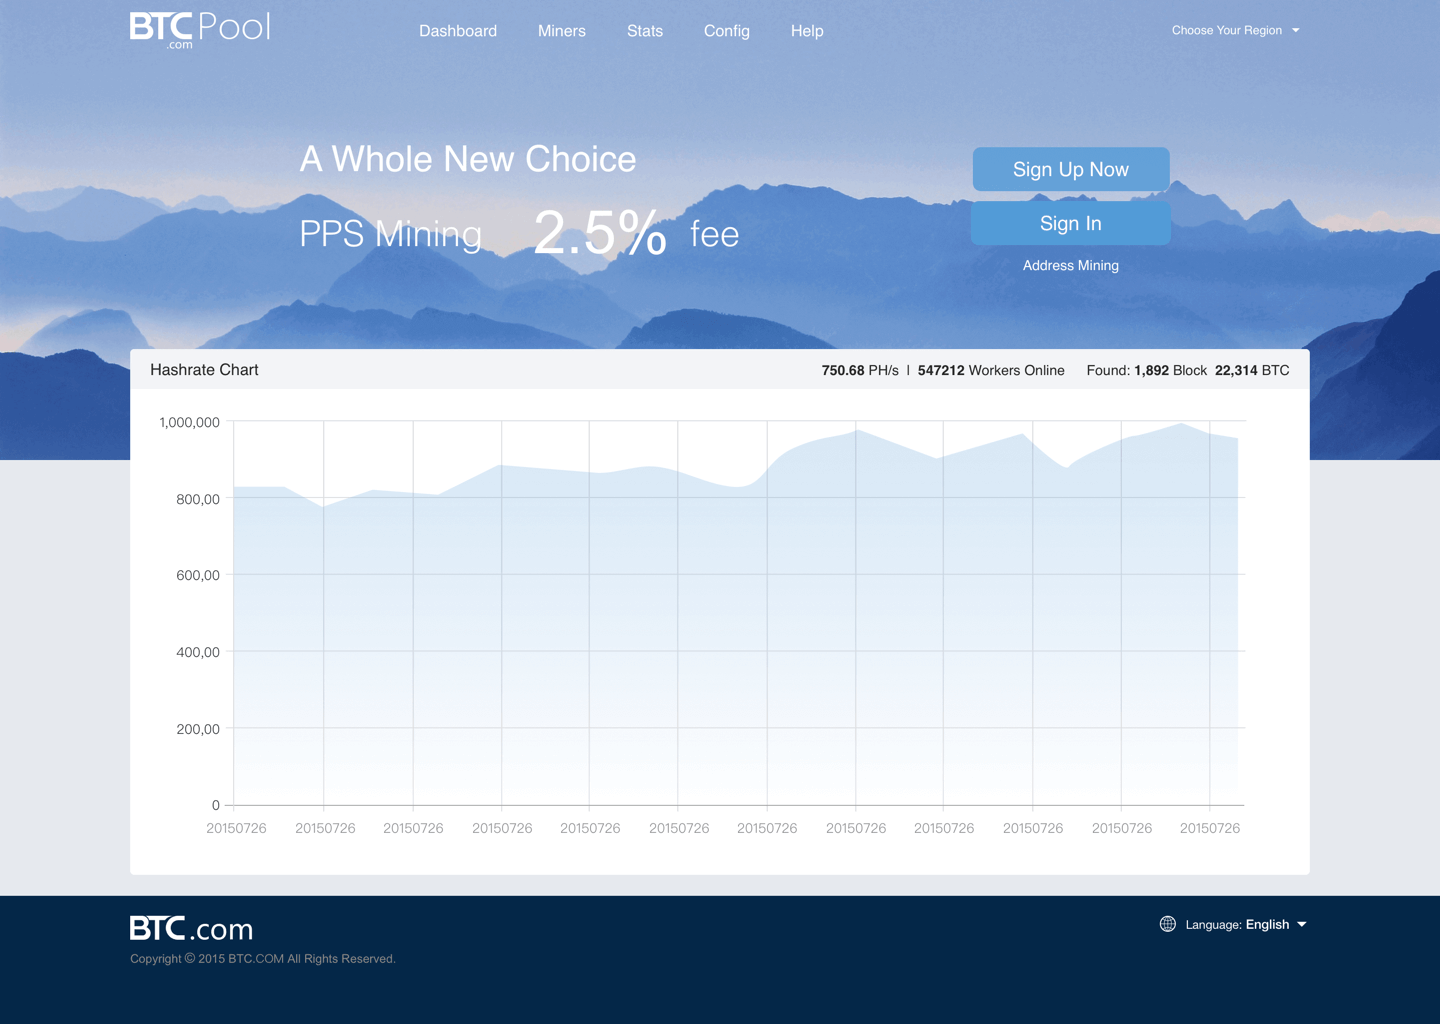 BTC.com Pool
Dashboard Miners Stats Config Help
Choose Your Region
A Whole New Choice
PPS Mining 2.5% fee
Sign Up Now
Sign In
Address Mining
Hashrate Chart
750.68 PH/s | 547212 Workers Online Found: 1,892 Block 22,314 BTC
1,000,000
800,00
600,00
400,00
200,00
0
20150726 20150726 20150726 20150726 20150726 20150726 20150726 20150726 20150726 20150726 20150726 20150726
BTC.com
Language: English
Copyright © 2015 BTC.COM All Rights Reserved.